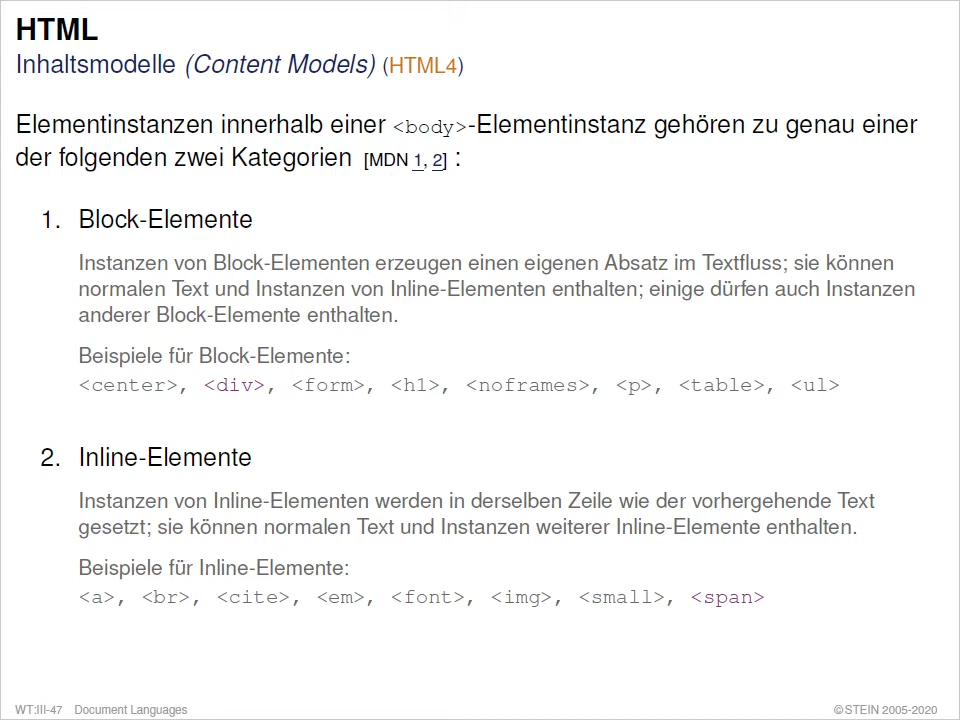 HTML
Inhaltsmodelle (Content Models) (HTML4)
Elementinstanzen innerhalb einer <body>-Elementinstanz gehören zu genau einer
der folgenden zwei Kategorien [MDN 1, 2] :
1. Block-Elemente
Instanzen von Block-Elementen erzeugen einen eigenen Absatz im Textfluss; sie können
normalen Text und Instanzen von Inline-Elementen enthalten; einige dürfen auch Instanzen
anderer Block-Elemente enthalten.
Beispiele für Block-Elemente:
<center>, <div>, <form>, <h1>, <noframes>, <p>, <table>, <ul>
2. Inline-Elemente
Instanzen von Inline-Elementen werden in derselben Zeile wie der vorhergehende Text
gesetzt; sie können normalen Text und Instanzen weiterer Inline-Elemente enthalten.
Beispiele für Inline-Elemente:
<a>, <br>, <cite>, <em>, <font>, <img>, <small>, <span>
WT:III-47 Document Languages ©STEIN 2005-2020